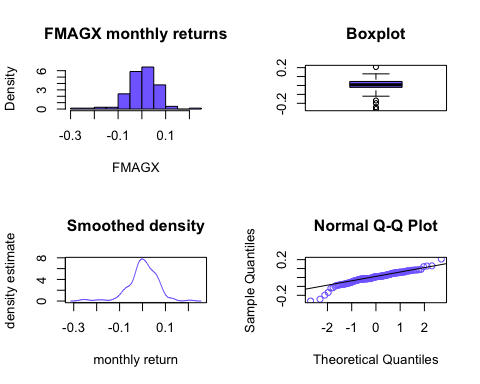 FMAGX monthly returns
Density
0 3 6
-0.3 -0.1 0.1
FMAGX
Boxplot
-0.2 0.2
Smoothed density
density estimate
0 4 8
-0.3 -0.1 0.1
monthly return
Normal Q-Q Plot
Sample Quantiles
-0.2 0.2
-2 -1 0 1 2
Theoretical Quantiles